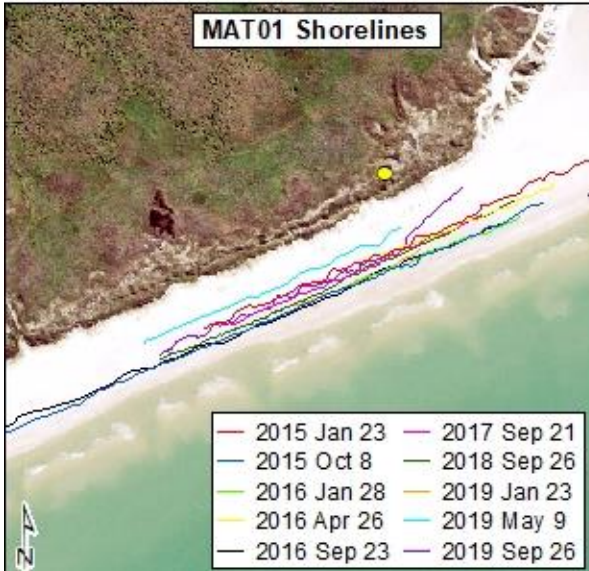 MAT01 Shorelines
2015 Jan 23
2015 Oct 8
2016 Jan 28
2016 Apr 26
2016 Sep 23
2017 Sep 21
2018 Sep 26
2019 Jan 23
2019 May 9
2019 Sep 26
N